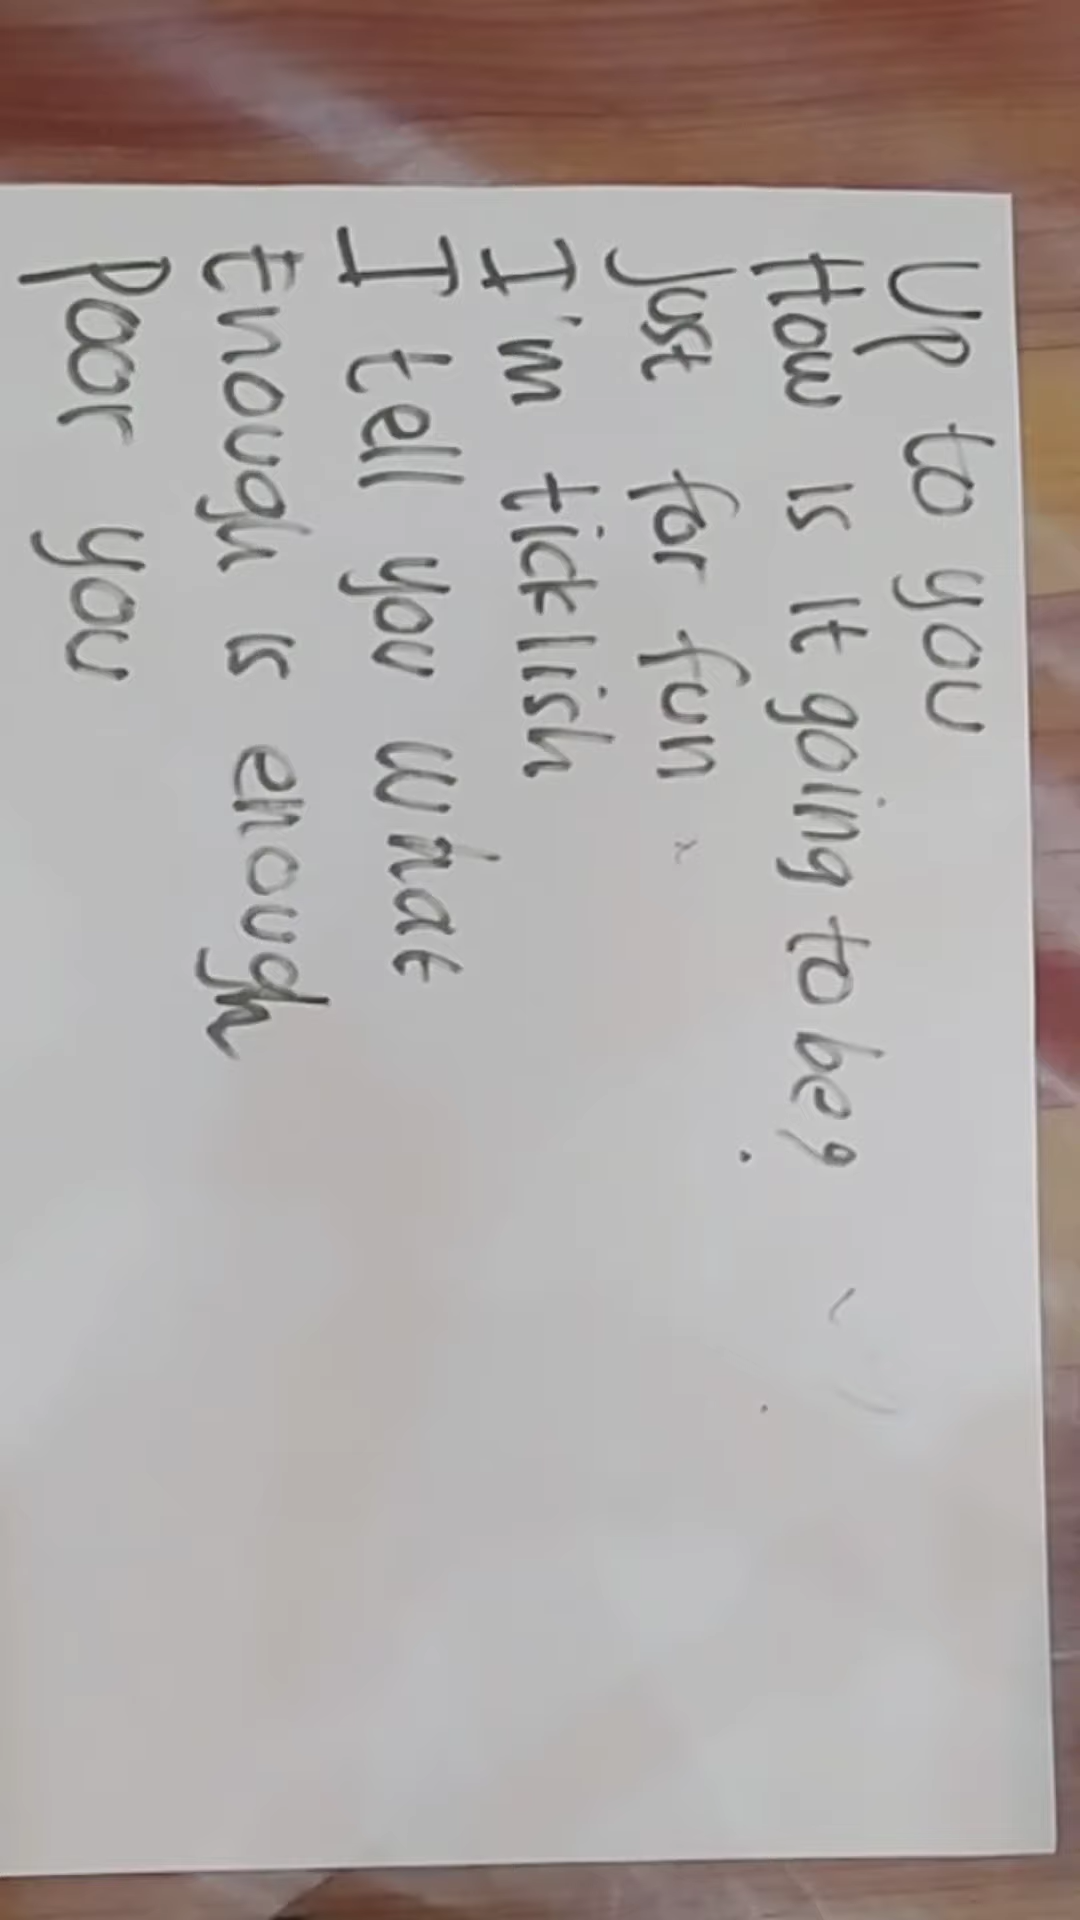 Up to you
How is it going to be?
Just for fun
I'm ticklish
I tell you what
Enough is enough
Poor you